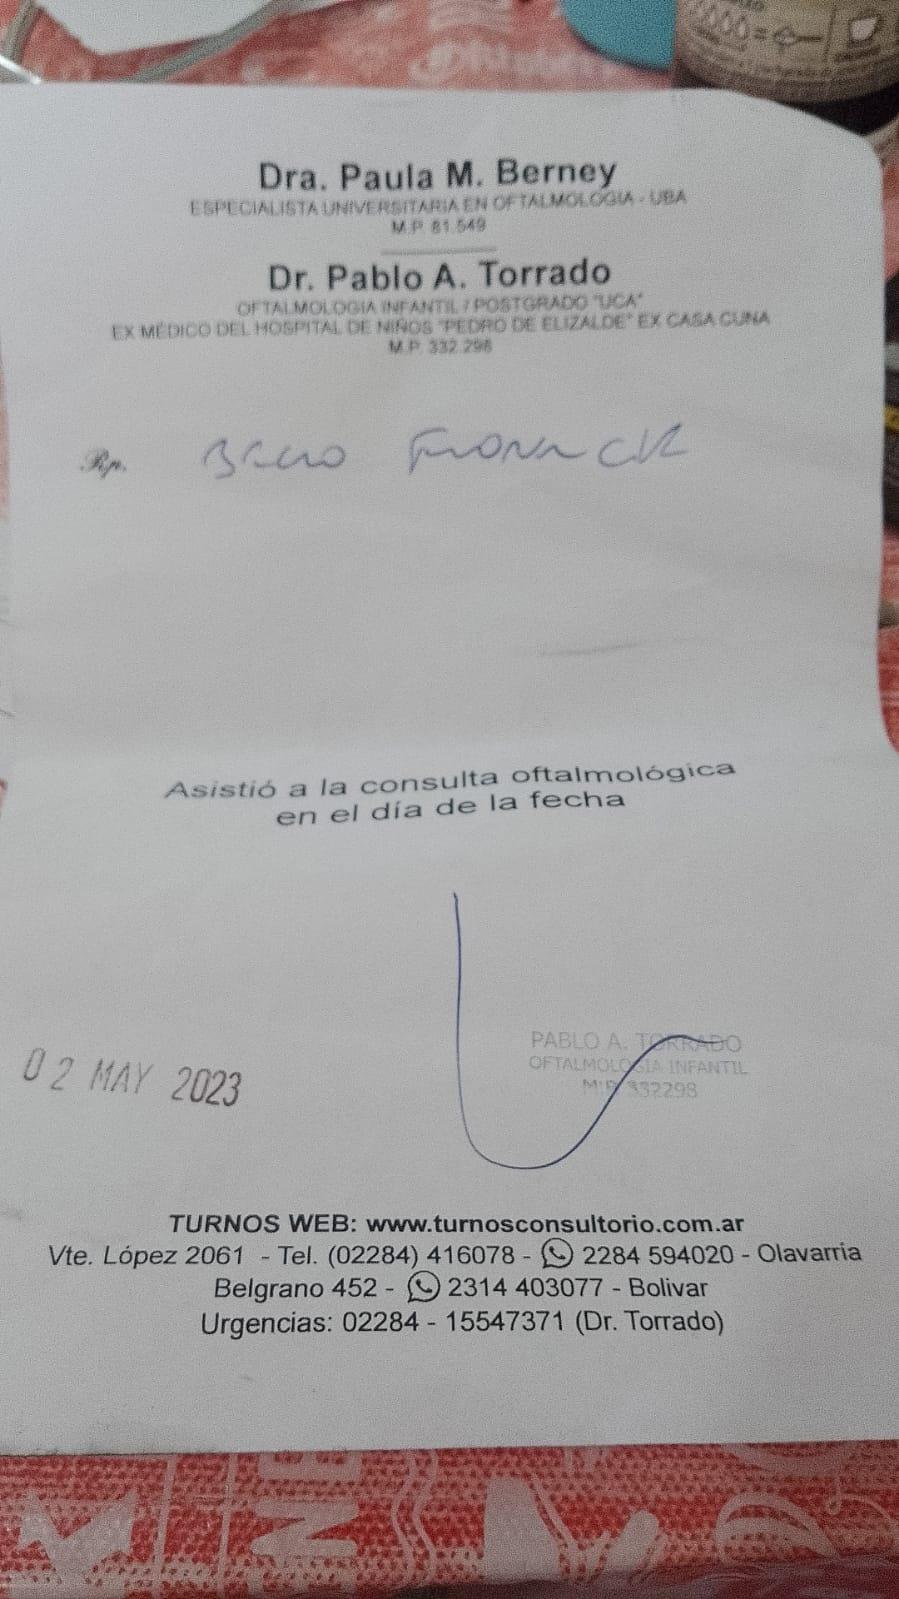 Dra. Paula M. Berney
ESPECIALISTA UNIVERSITARIA EN OFTALMOLOGIA - UBA
M.P. 81.549
Dr. Pablo A. Torrado
OFTALMOLOGIA INFANTIL / POSTGRADO "UCA"
EX MÉDICO DEL HOSPITAL DE NIÑOS "PEDRO DE ELIZALDE" EX CASA CUNA
M.P. 332.298
Rp.
Asistió a la consulta oftalmológica
en el día de la fecha
PABLO A. TORRADO
OFTALMOLOGIA INFANTIL
M.P. 332298
02 MAY 2023
TURNOS WEB: www.turnosconsultorio.com.ar
Vte. López 2061 - Tel. (02284) 416078 - 2284 594020 - Olavarria
Belgrano 452 - 2314 403077 - Bolivar
Urgencias: 02284 - 15547371 (Dr. Torrado)